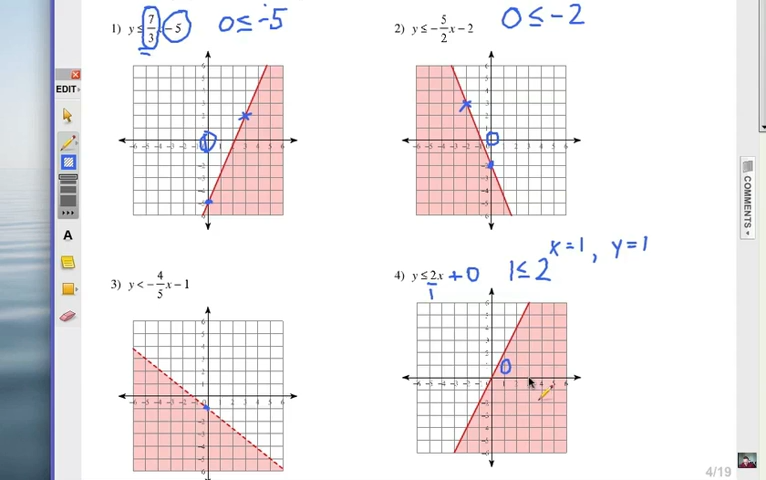 1) y ≤ 7/3 x - 5
0 ≤ -5
2) y ≤ - 5/2 x - 2
0 ≤ -2
EDIT
A
COMMENTS
x=1, y=1
3) y < - 4/5 x - 1
4) y ≤ 2x + 0
1
1 ≤ 2
4/19